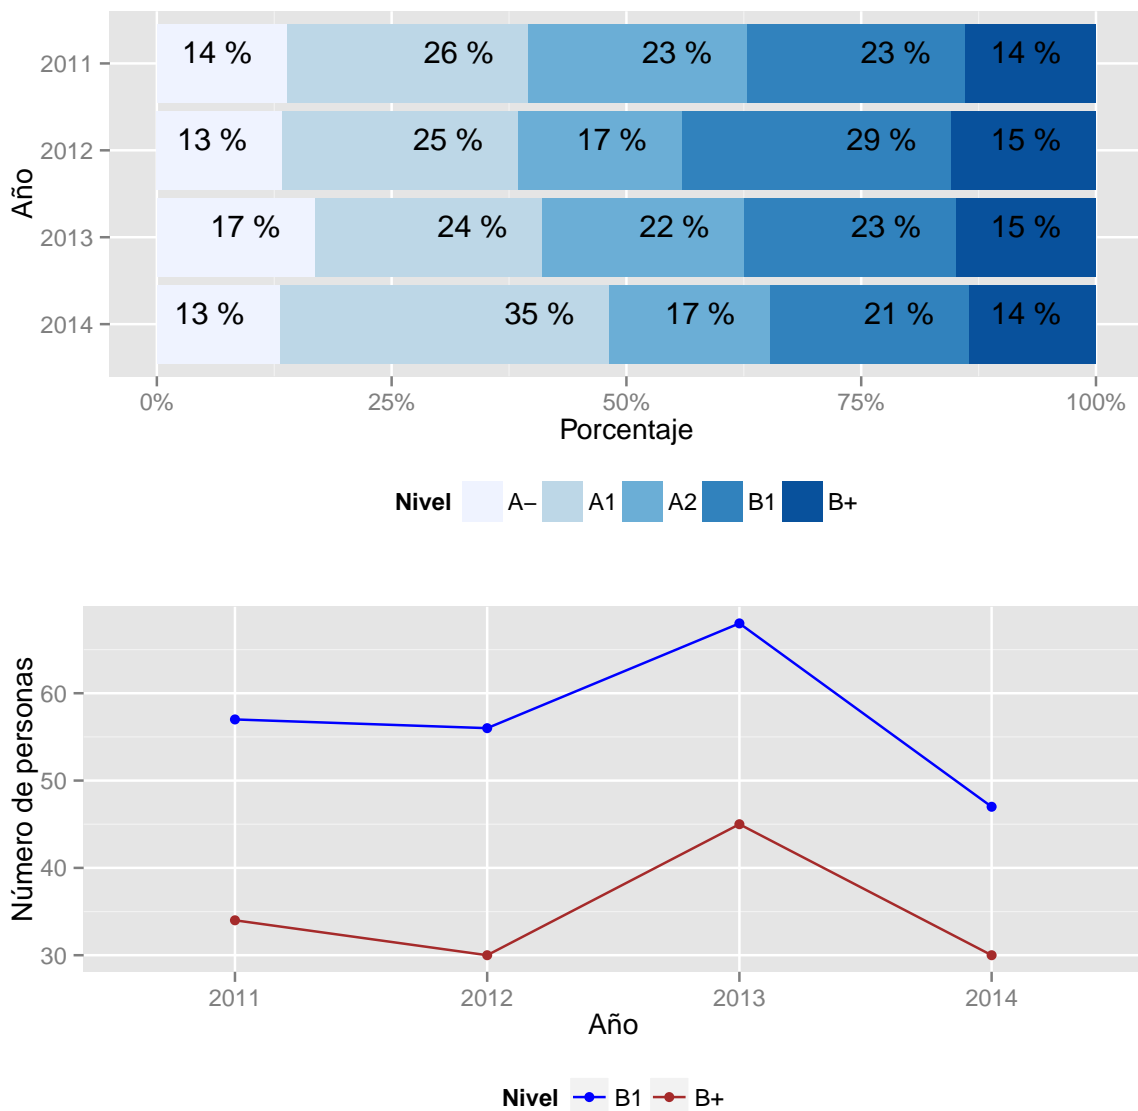 2011
14 % 26 % 23 % 23 % 14 %
2012
13 % 25 % 17 % 29 % 15 %
Año
2013
17 % 24 % 22 % 23 % 15 %
2014
13 % 35 % 17 % 21 % 14 %
0% 25% 50% 75% 100%
Porcentaje
Nivel A− A1 A2 B1 B+
Número de personas
60
50
40
30
2011 2012 2013 2014
Año
Nivel B1 B+